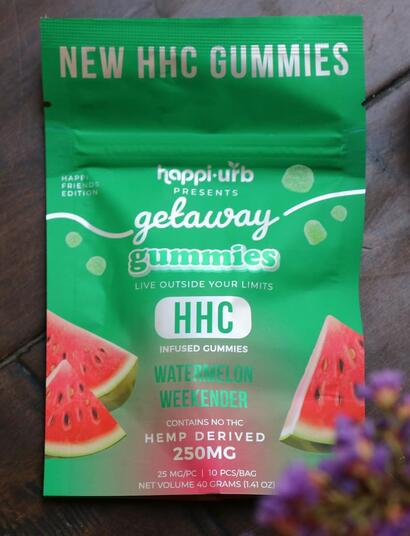 NEW HHC GUMMIES
HAPPI
FRIENDS
EDITION
happi·urb
PRESENTS
getaway
gummies
LIVE OUTSIDE YOUR LIMITS
HHC
INFUSED GUMMIES
WATERMELON
WEEKENDER
CONTAINS NO THC
HEMP DERIVED
250MG
25 MG/PC | 10 PCS/BAG
NET VOLUME 40 GRAMS (1.41 OZ)